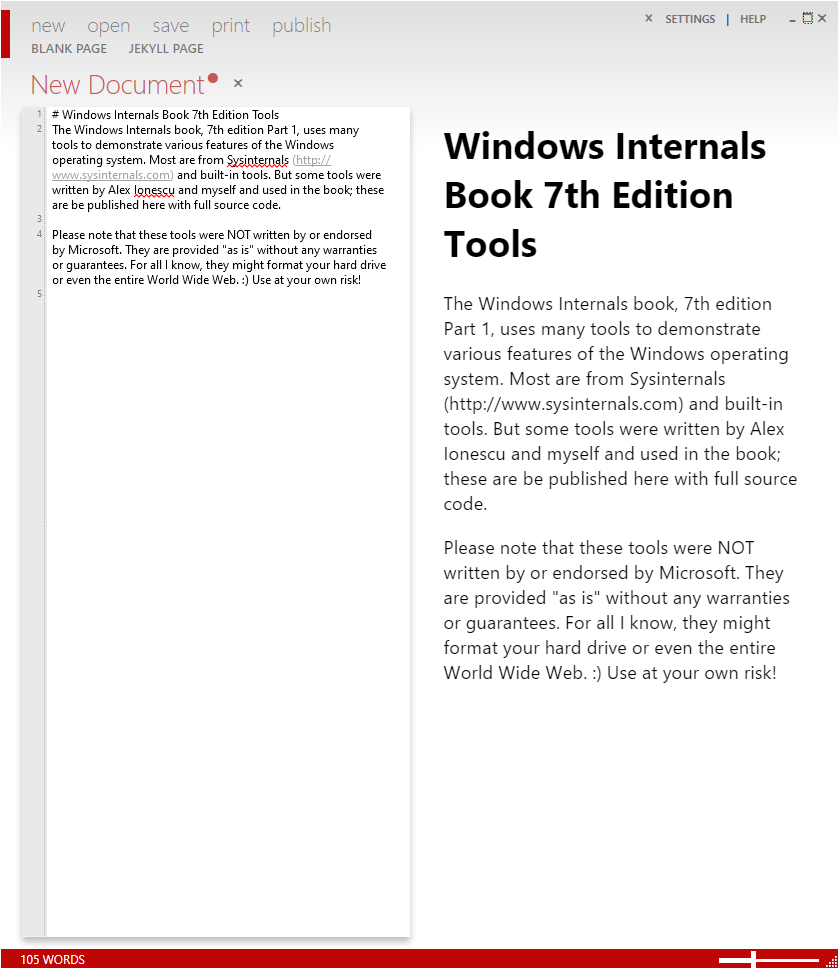 new open save print publish
× SETTINGS | HELP
BLANK PAGE JEKYLL PAGE
New Document
1 # Windows Internals Book 7th Edition Tools
2 The Windows Internals book, 7th edition Part 1, uses many
tools to demonstrate various features of the Windows
operating system. Most are from Sysinternals (http://
www.sysinternals.com) and built-in tools. But some tools were
written by Alex Ionescu and myself and used in the book; these
are be published here with full source code.
3
4 Please note that these tools were NOT written by or endorsed
by Microsoft. They are provided "as is" without any warranties
or guarantees. For all I know, they might format your hard drive
or even the entire World Wide Web. :) Use at your own risk!
5
Windows Internals
Book 7th Edition
Tools
The Windows Internals book, 7th edition
Part 1, uses many tools to demonstrate
various features of the Windows operating
system. Most are from Sysinternals
(http://www.sysinternals.com) and built-in
tools. But some tools were written by Alex
Ionescu and myself and used in the book;
these are be published here with full source
code.
Please note that these tools were NOT
written by or endorsed by Microsoft. They
are provided "as is" without any warranties
or guarantees. For all I know, they might
format your hard drive or even the entire
World Wide Web. :) Use at your own risk!
105 WORDS